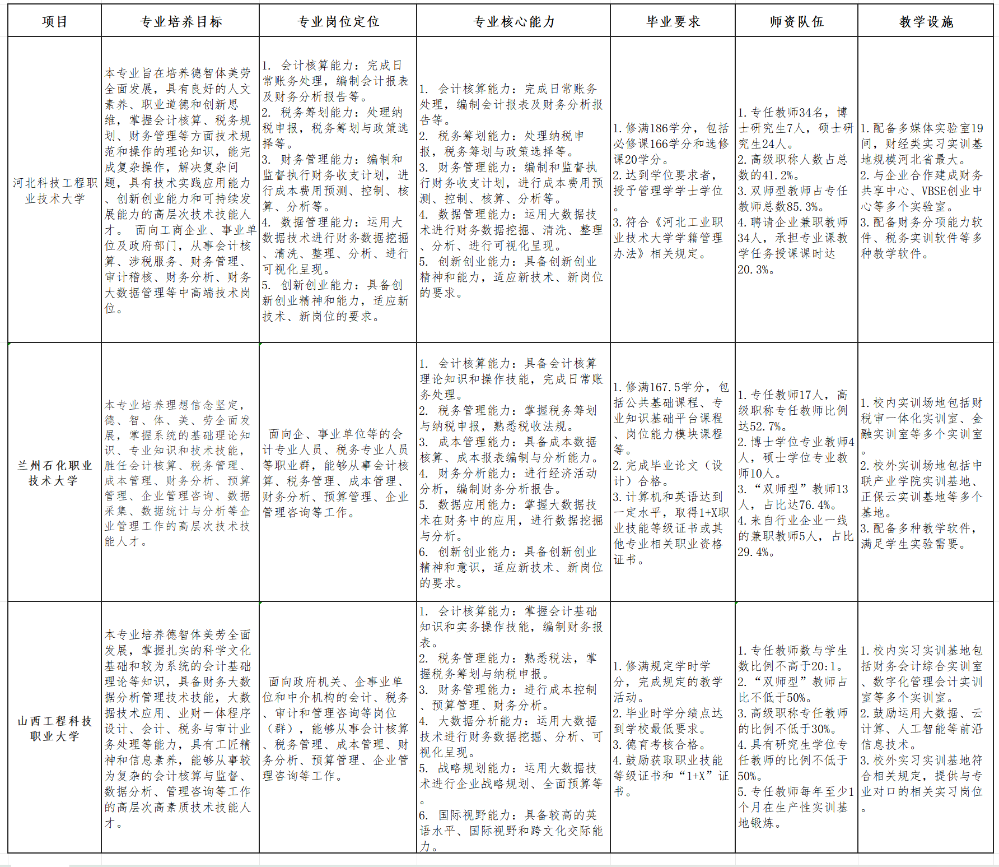 项目
专业培养目标
专业岗位定位
专业核心能力
毕业要求
师资队伍
教学设施
河北科技工程职
业技术大学
本专业旨在培养德智体美劳
全面发展，具有良好的人文
素养、职业道德和创新思
维，掌握会计核算、税务规
划、财务管理等方面技术规
范和操作的理论知识，能完
成复杂操作，解决复杂问
题，具有技术实践应用能力
、创新创业能力和可持续发
展能力的高层次技术技能人
才。 面向工商企业、事业单
位及政府部门，从事会计核
算、涉税服务、财务管理、
审计稽核、财务分析、财务
大数据管理等中高端技术岗
位。
1. 会计核算能力：完成日
常账务处理，编制会计报表
及财务分析报告等。
2. 税务筹划能力：处理纳
税申报，税务筹划与政策选
择等。
3. 财务管理能力：编制和
监督执行财务收支计划，进
行成本费用预测、控制、核
算、分析等。
4. 数据管理能力：运用大
数据技术进行财务数据挖掘
、清洗、整理、分析、进行
可视化呈现。
5. 创新创业能力：具备创
新创业精神和能力，适应新
技术、新岗位的要求。
1. 会计核算能力：完成日常账务
处理，编制会计报表及财务分析报
告等。
2. 税务筹划能力：处理纳税申
报，税务筹划与政策选择等。
3. 财务管理能力：编制和监督执
行财务收支计划，进行成本费用预
测、控制、核算、分析等。
4. 数据管理能力：运用大数据技
术进行财务数据挖掘、清洗、整理
、分析、进行可视化呈现。
5. 创新创业能力：具备创新创业
精神和能力，适应新技术、新岗位
的要求。
1.修满186学分，包括
必修课166学分和选修
课20学分。
2.达到学位要求者，
授予管理学学士学位
。
3.符合《河北工业职
业技术大学学籍管理
办法》相关规定。
1.专任教师34名，博
士研究生7人，硕士研
究生24人。
2.高级职称人数占总
数的41.2%。
3.双师型教师占专任
教师总数85.3%。
4.聘请企业兼职教师
34人，承担专业课教
学任务授课课时达
20.3%。
1.配备多媒体实验室19
间，财经类实习实训基
地规模河北省最大。
2.与企业合作建成财务
共享中心、VBSE创业中
心等多个实验室。
3.配备财务分项能力软
件、税务实训软件等多
种教学软件。
兰州石化职业
技术大学
本专业培养理想信念坚定，
德、智、体、美、劳全面发
展，掌握系统的基础理论知
识、专业知识和技术技能，
胜任会计核算、税务管理、
成本管理、财务分析、预算
管理、企业管理咨询、数据
采集、数据统计与分析等企
业管理工作的高层次技术技
能人才。
面向企、事业单位等的会
计专业人员、税务专业人员
等职业群，能够从事会计核
算、税务管理、成本管理、
财务分析、预算管理、企业
管理咨询等工作。
1. 会计核算能力：具备会计核算
理论知识和操作技能，完成日常账
务处理。
2. 税务管理能力：掌握税务筹划
与纳税申报，熟悉税收法规。
3. 成本管理能力：具备成本数据
核算、成本报表编制与分析能力。
4. 财务分析能力：进行经济活动
分析，编制财务分析报告。
5. 数据应用能力：掌握大数据技
术在财务中的应用，进行数据挖掘
与分析。
6. 创新创业能力：具备创新创业
精神和意识，适应新技术、新岗位
的要求。
1.修满167.5学分，包
括公共基础课程、专
业知识基础平台课程
、岗位能力模块课程
等。
2.完成毕业论文（设
计）合格。
3.计算机和英语达到
一定水平，取得1+X职
业技能等级证书或其
他专业相关职业资格
证书。
1.专任教师17人，高
级职称专任教师比例
达52.7%。
2.博士学位专业教师4
人，硕士学位专业教
师10人。
3.“双师型”教师13
人，占比达76.4%。
4.来自行业企业一线
的兼职教师5人，占比
29.4%。
1.校内实训场地包括财
税审一体化实训室、金
融实训室等多个实训室
。
2.校外实训场地包括中
联产业学院实训基地、
正保云实训基地等多个
基地。
3.配备多种教学软件，
满足学生实验需要。
山西工程科技
职业大学
本专业培养德智体美劳全面
发展，掌握扎实的科学文化
基础和较为系统的会计基础
理论等知识，具备财务大数
据分析管理技术技能，大数
据技术应用、业财一体程序
设计、会计、税务与审计业
务处理等能力，具有工匠精
神和信息素养，能够从事较
为复杂的会计核算与监督、
数据分析、管理咨询等工作
的高层次高素质技术技能人
才。
面向政府机关、企事业单
位和中介机构的会计、税务
、审计和管理咨询等岗位
（群），能够从事会计核算
、税务管理、成本管理、财
务分析、预算管理、企业管
理咨询等工作。
1. 会计核算能力：掌握会计基础
知识和实务操作技能，编制财务报
表。
2. 税务管理能力：熟悉税法，掌
握税务筹划与纳税申报。
3. 财务管理能力：进行成本控制
、预算管理、财务分析。
4. 大数据分析能力：运用大数据
技术进行财务数据挖掘、分析、可
视化呈现。
5. 战略规划能力：运用大数据技
术进行企业战略规划、全面预算等
。
6. 国际视野能力：具备较高的英
语水平、国际视野和跨文化交际能
力。
1.修满规定学时学
分，完成规定的教学
活动。
2.毕业时学分绩点达
到学校最低要求。
3.德育考核合格。
4.鼓励获取职业技能
等级证书和“1+X”证
书。
1.专任教师数与学生
数比例不高于20:1。
2.“双师型”教师占
比不低于50%。
3.高级职称专任教师
的比例不低于30%。
4.具有研究生学位专
任教师的比例不低于
50%。
5.专任教师每年至少1
个月在生产性实训基
地锻炼。
1.校内实习实训基地包
括财务会计综合实训室
、数字化管理会计实训
室等多个实训室。
2.鼓励运用大数据、云
计算、人工智能等前沿
信息技术。
3.校外实习实训基地符
合相关规定，提供与专
业对口的相关实习岗位
。